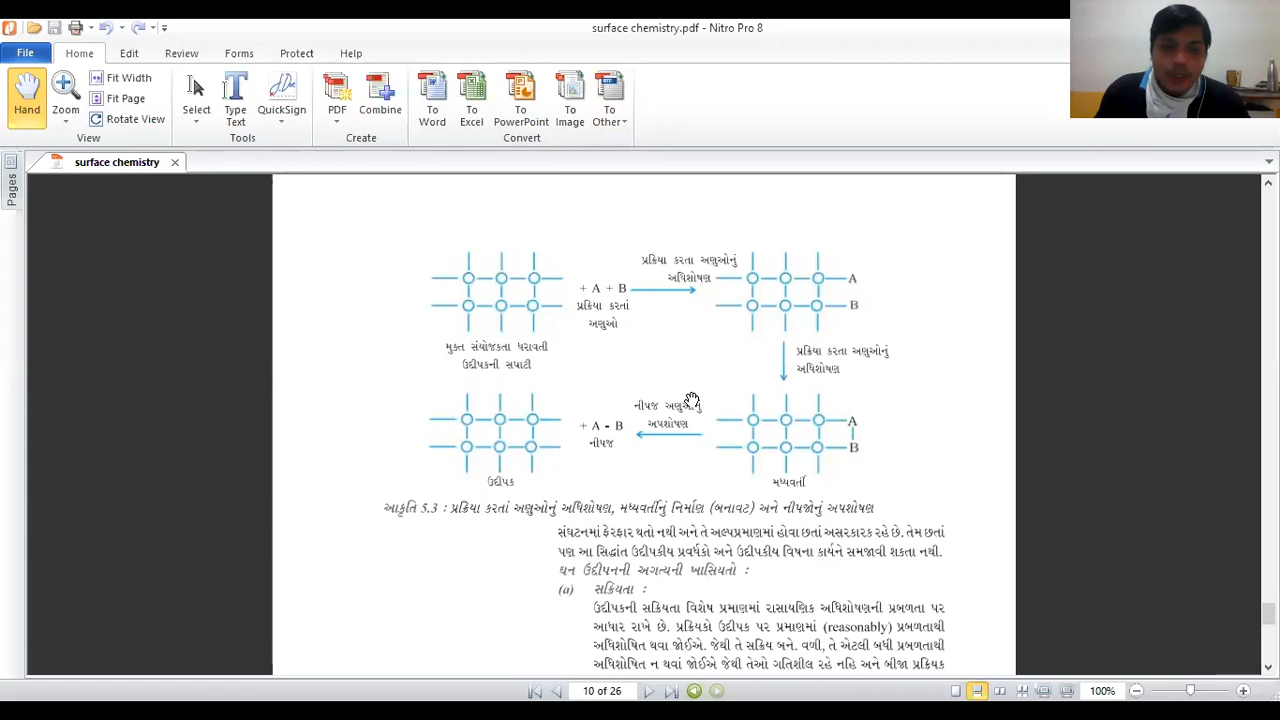 surface chemistry.pdf - Nitro Pro 8
File Home Edit Review Forms Protect Help
Hand
Zoom
Fit Width
Fit Page
Rotate View
View
Select
Type Text
QuickSign
Tools
PDF
Combine
Create
To Word
To Excel
To PowerPoint
To Image
To Other
Convert
surface chemistry
Pages
+ A + B
પ્રક્રિયા કરતાં
અણુઓ
પ્રક્રિયા કરતા અણુઓનું
અધિશોષણ
A
B
મુક્ત સંયોજકતા ધરાવતી
ઉદ્દીપકની સપાટી
પ્રક્રિયા કરતા અણુઓનું
અધિશોષણ
+ A - B
નીપજ
નીપજ અણુઓનું
અપશોષણ
A
B
ઉદ્દીપક
મધ્યવર્તી
આકૃતિ 5.3 : પ્રક્રિયા કરતાં અણુઓનું અધિશોષણ, મધ્યવર્તીનું નિર્માણ (બનાવટ) અને નીપજોનું અપશોષણ
સંઘટનમાં ફેરફાર થતો નથી અને તે અલ્પપ્રમાણમાં હોવા છતાં અસરકારક રહે છે. તેમ છતાં
પણ આ સિદ્ધાંત ઉદ્દીપકીય પ્રવર્ધકો અને ઉદ્દીપકીય વિષના કાર્યને સમજાવી શકતા નથી.
ઘન ઉદ્દીપનની અગત્યની ખાસિયતો :
(a) સક્રિયતા :
ઉદ્દીપકની સક્રિયતા વિશેષ પ્રમાણમાં રાસાયણિક અધિશોષણની પ્રબળતા પર
આધાર રાખે છે. પ્રક્રિયકો ઉદ્દીપક પર પ્રમાણમાં (reasonably) પ્રબળતાથી
અધિશોષિત થવા જોઈએ. જેથી તે સક્રિય બને. વળી, તે એટલી બધી પ્રબળતાથી
અધિશોષિત ન થવાં જોઈએ જેથી તેઓ ગતિશીલ રહે નહિ અને બીજા પ્રક્રિયક
10 of 26
100%